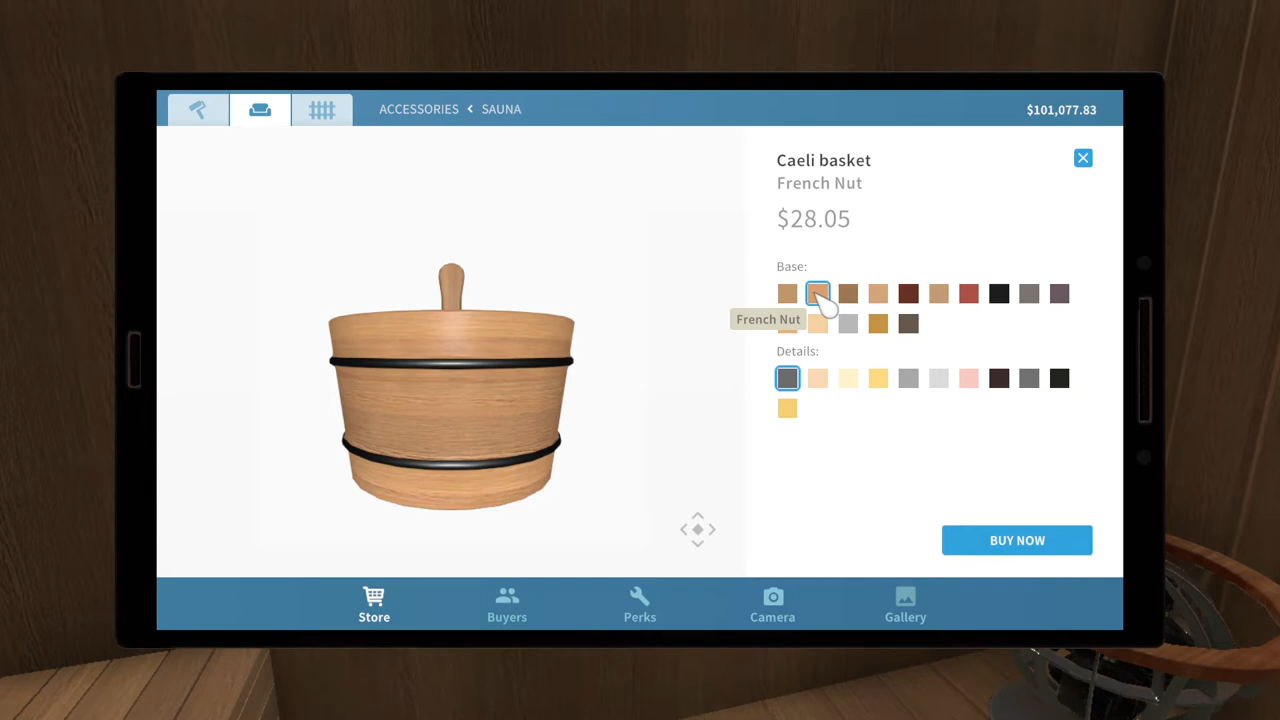 ACCESSORIES < SAUNA
$101,077.83
Caeli basket
French Nut
$28.05
Base:
French Nut
Details:
BUY NOW
Store
Buyers
Perks
Camera
Gallery